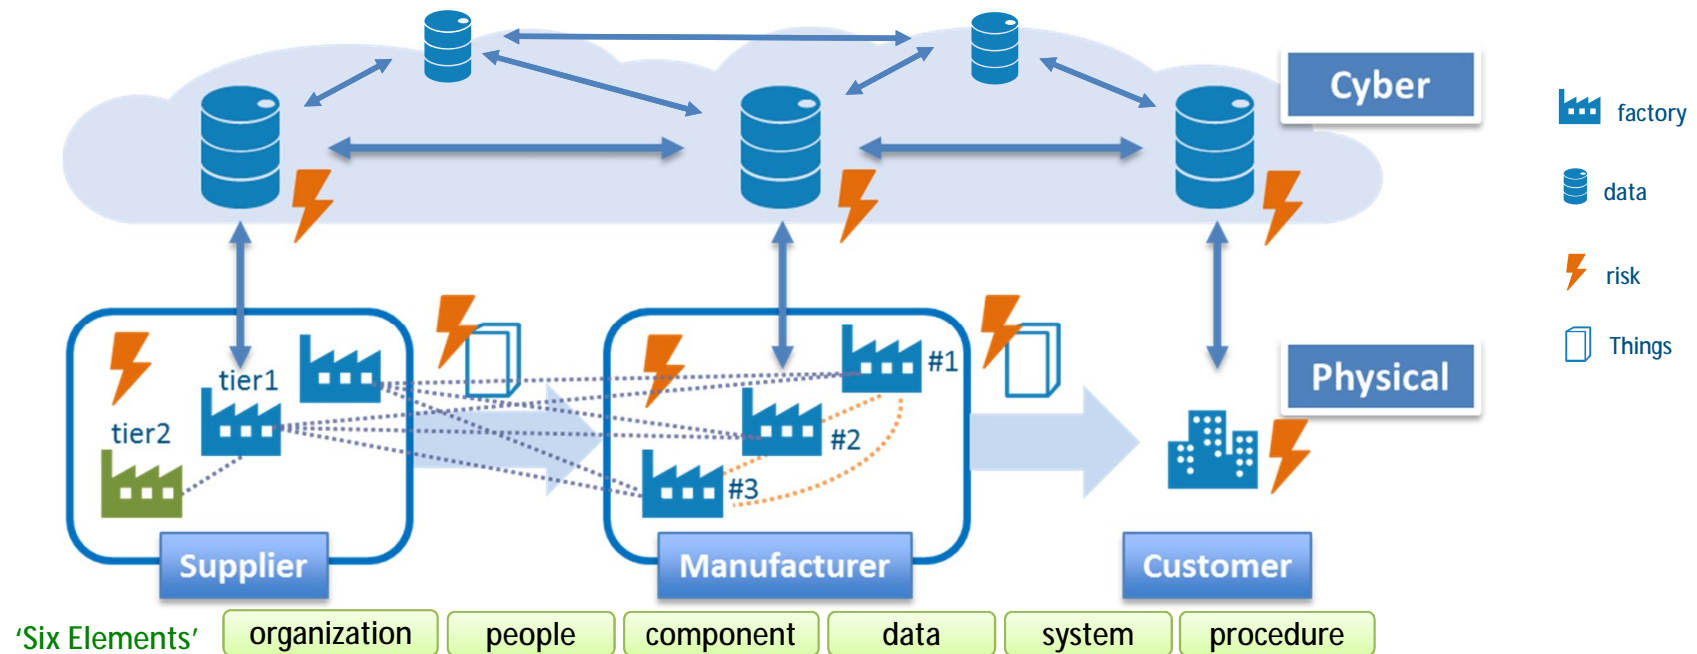 Cyber
factory
data
risk
Things
Physical
tier1
tier2
#1
#2
#3
Supplier
Manufacturer
Customer
‘Six Elements’
organization
people
component
data
system
procedure